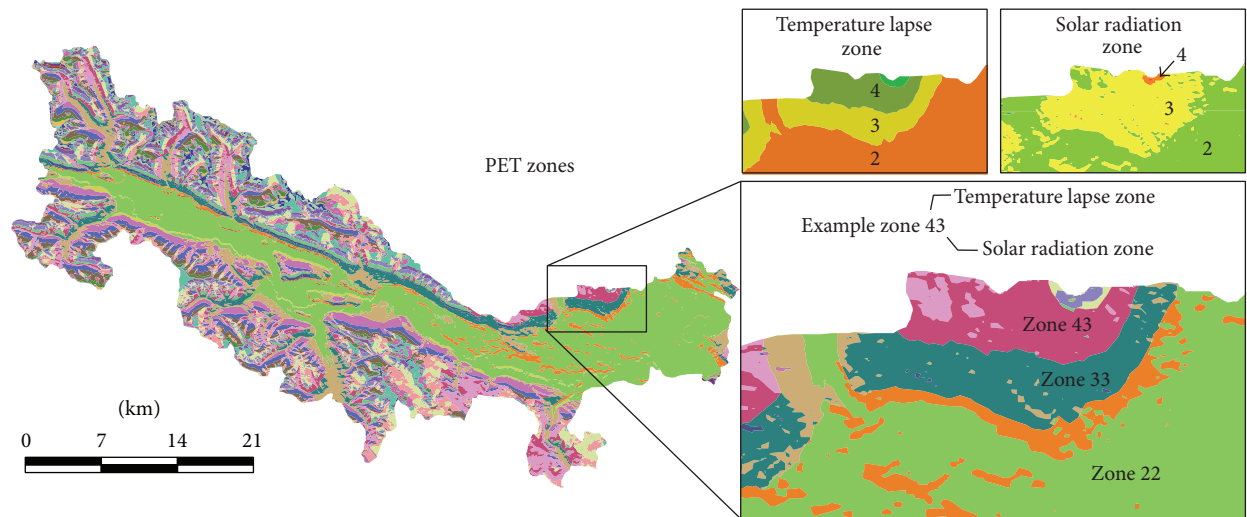 Temperature lapse
zone
4
3
2
Solar radiation
zone
4
3
2
PET zones
Temperature lapse zone
Example zone 43
Solar radiation zone
Zone 43
Zone 33
Zone 22
(km)
0 7 14 21